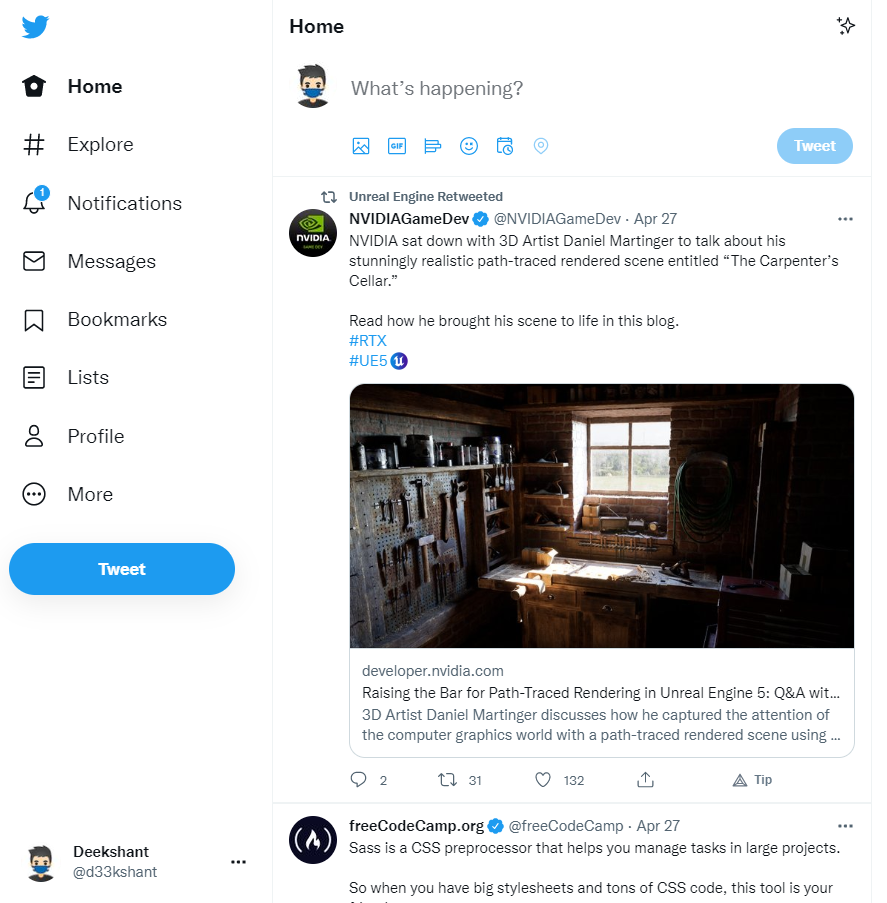 Home
Explore
1
Notifications
Messages
Bookmarks
Lists
Profile
More
Tweet
Deekshant
@d33kshant
Home
What's happening?
GIF
Tweet
Unreal Engine Retweeted
NVIDIAGameDev @NVIDIAGameDev · Apr 27
NVIDIA
GAME DEV
NVIDIA sat down with 3D Artist Daniel Martinger to talk about his
stunningly realistic path-traced rendered scene entitled “The Carpenter’s
Cellar.”
Read how he brought his scene to life in this blog.
#RTX
#UE5
developer.nvidia.com
Raising the Bar for Path-Traced Rendering in Unreal Engine 5: Q&A wit...
3D Artist Daniel Martinger discusses how he captured the attention of
the computer graphics world with a path-traced rendered scene using ...
2 31 132 Tip
freeCodeCamp.org @freeCodeCamp · Apr 27
Sass is a CSS preprocessor that helps you manage tasks in large projects.
So when you have big stylesheets and tons of CSS code, this tool is your